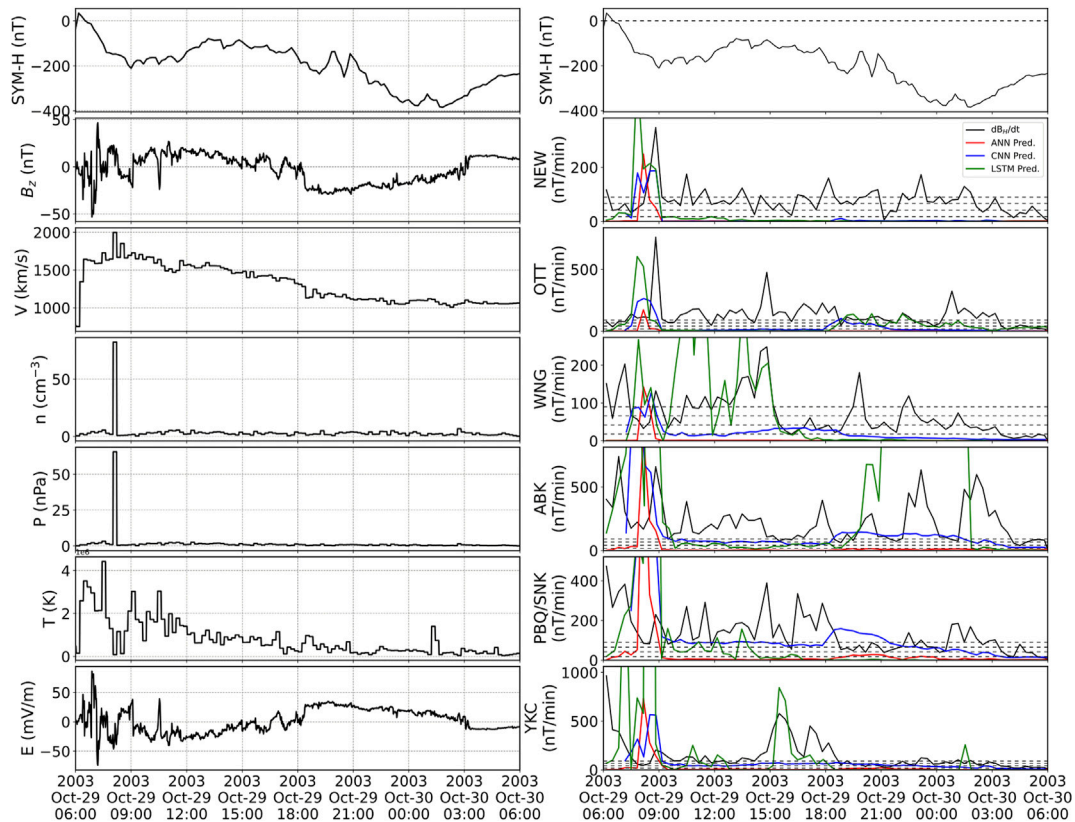 SYM-H (nT)
0
−200
−400
B_z (nT)
50
0
−50
V (km/s)
2000
1500
1000
n (cm⁻³)
50
0
P (nPa)
50
25
0
1e6
T (K)
4
2
0
E (mV/m)
50
0
−50
2003 2003 2003 2003 2003 2003 2003 2003 2003
Oct-29 Oct-29 Oct-29 Oct-29 Oct-29 Oct-29 Oct-30 Oct-30 Oct-30
06:00 09:00 12:00 15:00 18:00 21:00 00:00 03:00 06:00
SYM-H (nT)
0
−200
−400
NEW
(nT/min)
200
0
dB_H/dt
ANN Pred.
CNN Pred.
LSTM Pred.
OTT
(nT/min)
500
0
WNG
(nT/min)
200
100
0
ABK
(nT/min)
500
0
PBQ/SNK
(nT/min)
400
200
0
YKC
(nT/min)
1000
500
0
2003 2003 2003 2003 2003 2003 2003 2003 2003
Oct-29 Oct-29 Oct-29 Oct-29 Oct-29 Oct-29 Oct-30 Oct-30 Oct-30
06:00 09:00 12:00 15:00 18:00 21:00 00:00 03:00 06:00